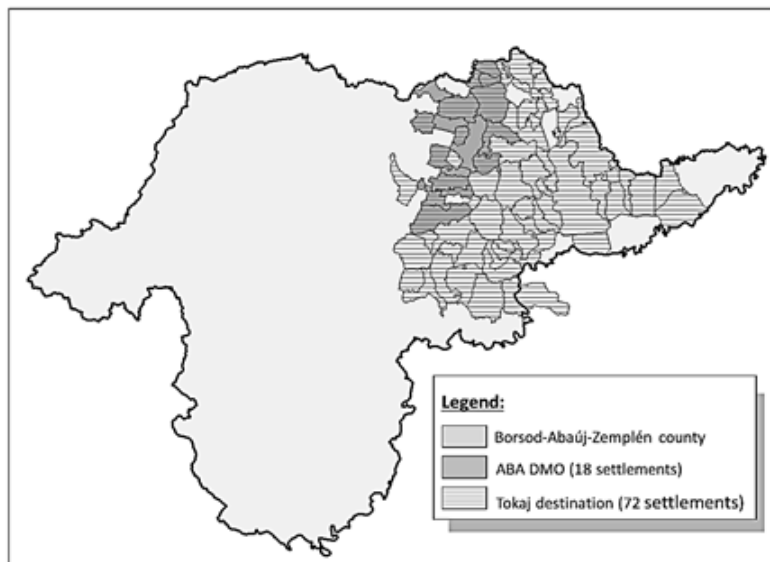 Legend:
Borsod-Abaúj-Zemplén county
ABA DMO (18 settlements)
Tokaj destination (72 settlements)